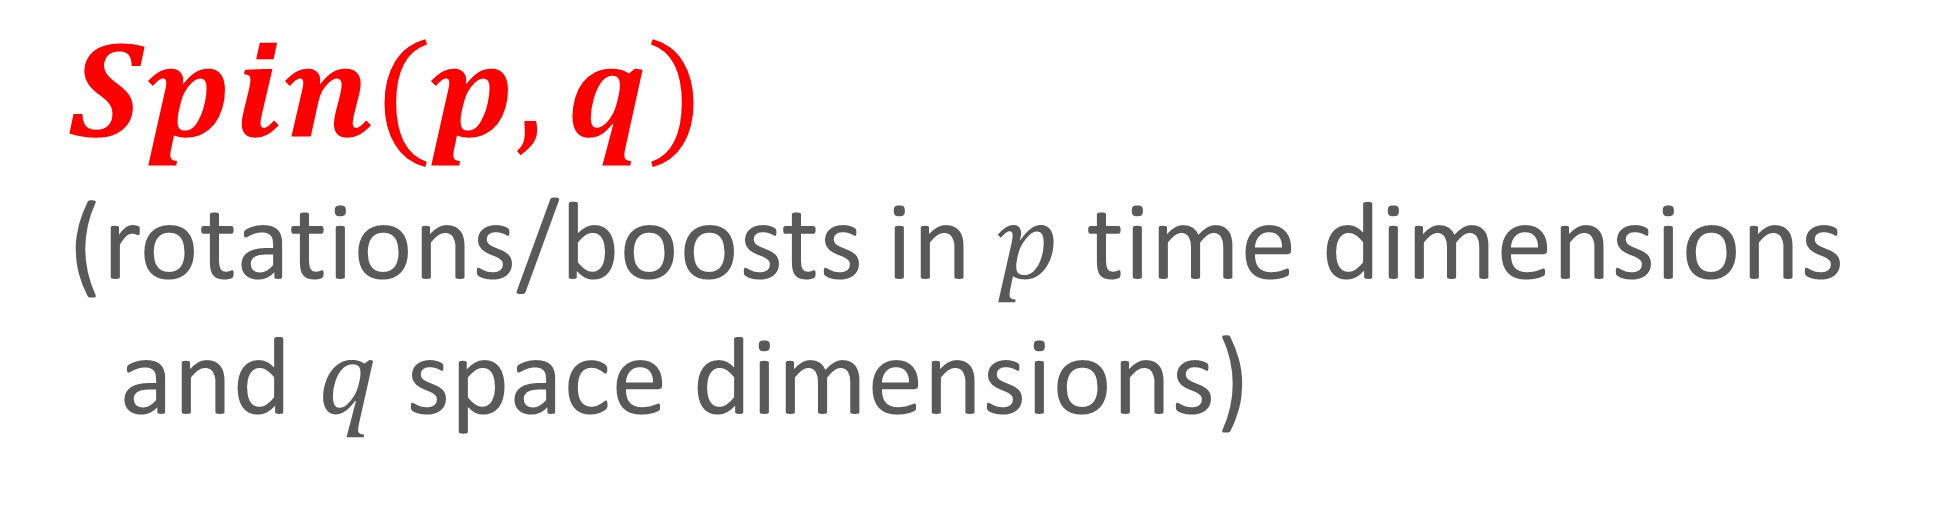 Spin(p, q)
(rotations/boosts in p time dimensions
and q space dimensions)